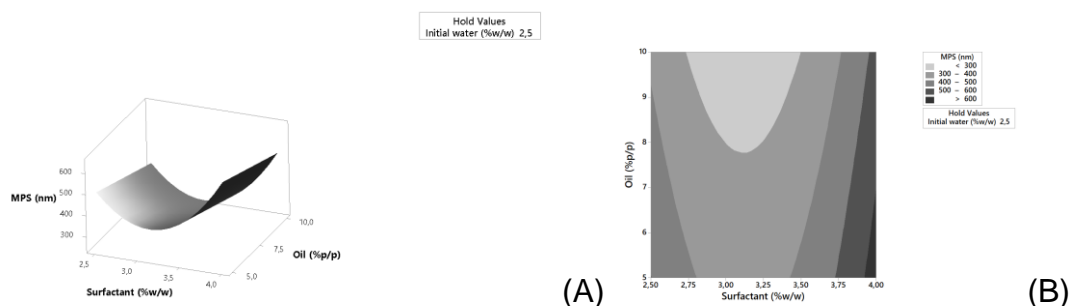 Hold Values
Initial water (%w/w) 2,5
MPS (nm)
600
500
400
300
2,5
3,0
3,5
4,0
Surfactant (%w/w)
5,0
7,5
10,0
Oil (%p/p)
(A)
10
9
8
7
6
5
Oil (%p/p)
2,50
2,75
3,00
3,25
3,50
3,75
4,00
Surfactant (%w/w)
MPS (nm)
< 300
300 – 400
400 – 500
500 – 600
> 600
Hold Values
Initial water (%w/w) 2,5
(B)